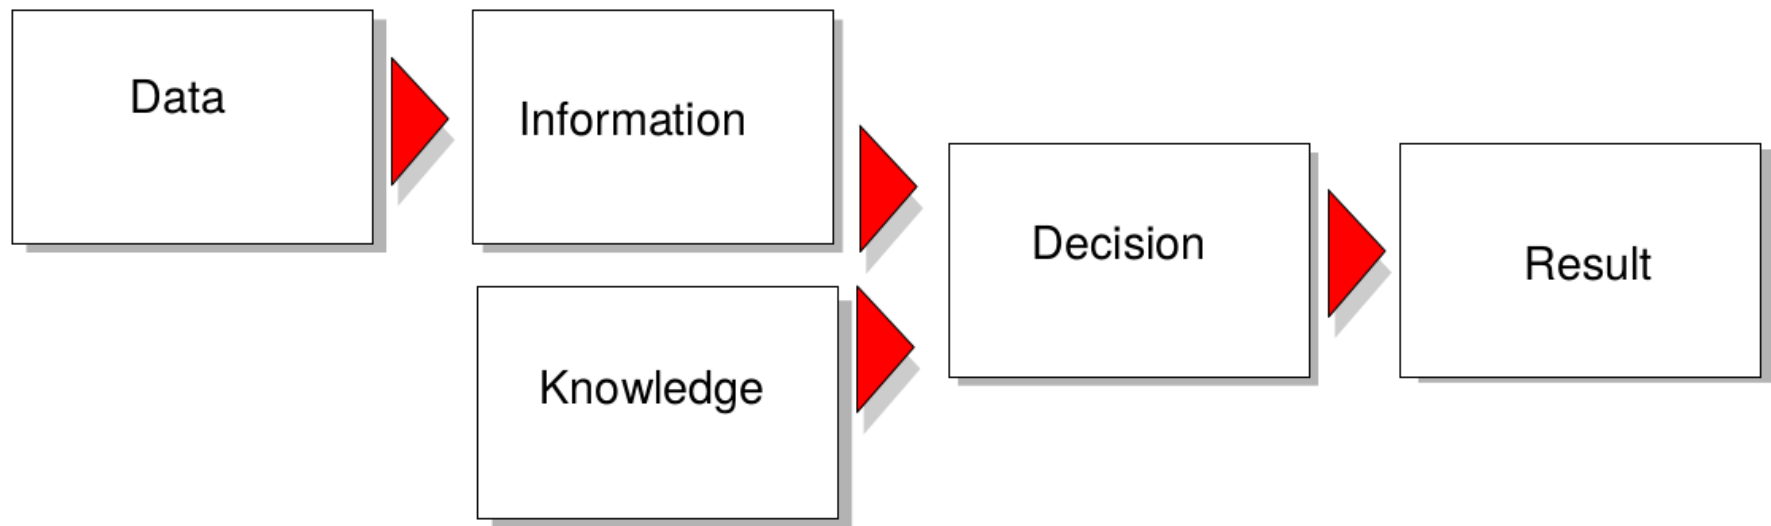 Data
Information
Knowledge
Decision
Result